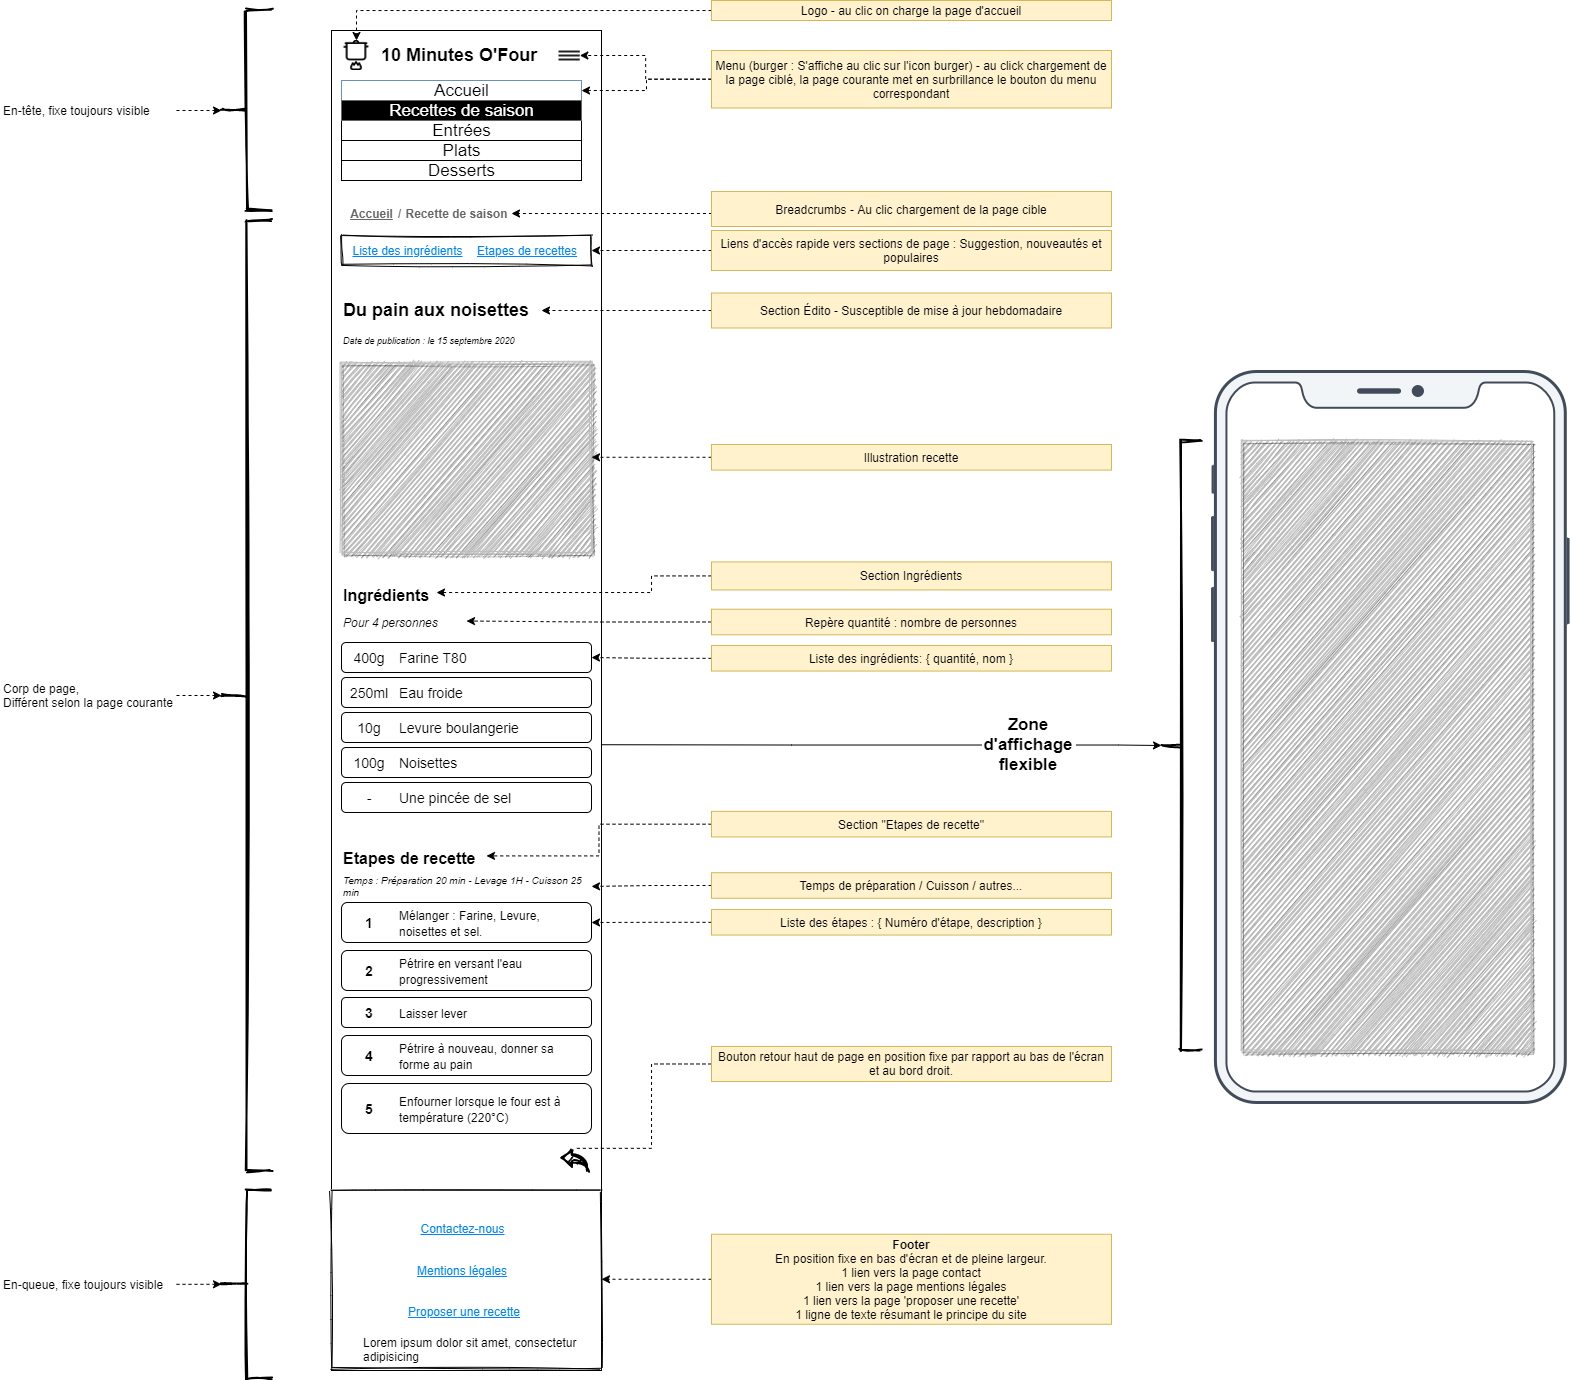 Logo - au clic on charge la page d'accueil
10 Minutes O'Four
Menu (burger : S'affiche au clic sur l'icon burger) - au click chargement de
la page ciblé, la page courante met en surbrillance le bouton du menu
correspondant
Accueil
Recettes de saison
Entrées
Plats
Desserts
En-tête, fixe toujours visible
Accueil / Recette de saison
Breadcrumbs - Au clic chargement de la page cible
Liste des ingrédients Etapes de recettes
Liens d'accès rapide vers sections de page : Suggestion, nouveautés et
populaires
Du pain aux noisettes
Section Édito - Susceptible de mise à jour hebdomadaire
Date de publication : le 15 septembre 2020
Illustration recette
Ingrédients
Section Ingrédients
Pour 4 personnes
Repère quantité : nombre de personnes
400g Farine T80
Liste des ingrédients: { quantité, nom }
250ml Eau froide
10g Levure boulangerie
100g Noisettes
- Une pincée de sel
Corp de page,
Différent selon la page courante
Zone
d'affichage
flexible
Section "Etapes de recette"
Etapes de recette
Temps : Préparation 20 min - Levage 1H - Cuisson 25
min
Temps de préparation / Cuisson / autres...
1 Mélanger : Farine, Levure,
noisettes et sel.
Liste des étapes : { Numéro d'étape, description }
2 Pétrire en versant l'eau
progressivement
3 Laisser lever
4 Pétrire à nouveau, donner sa
forme au pain
5 Enfourner lorsque le four est à
température (220°C)
Bouton retour haut de page en position fixe par rapport au bas de l'écran
et au bord droit.
En-queue, fixe toujours visible
Contactez-nous
Mentions légales
Proposer une recette
Lorem ipsum dolor sit amet, consectetur
adipisicing
Footer
En position fixe en bas d'écran et de pleine largeur.
1 lien vers la page contact
1 lien vers la page mentions légales
1 lien vers la page 'proposer une recette'
1 ligne de texte résumant le principe du site